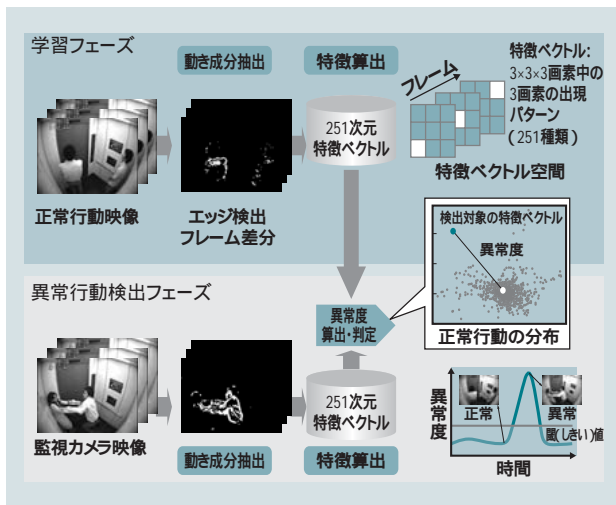 学習フェーズ
動き成分抽出
特徴算出
正常行動映像
エッジ検出
フレーム差分
251次元
特徴ベクトル
フレーム
特徴ベクトル:
3×3×3画素中の
3画素の出現
パターン
(251種類)
特徴ベクトル空間
検出対象の特徴ベクトル
異常度
正常行動の分布
異常行動検出フェーズ
異常度
算出・判定
監視カメラ映像
動き成分抽出
251次元
特徴ベクトル
特徴算出
異常度
正常
異常
閾(しきい)値
時間